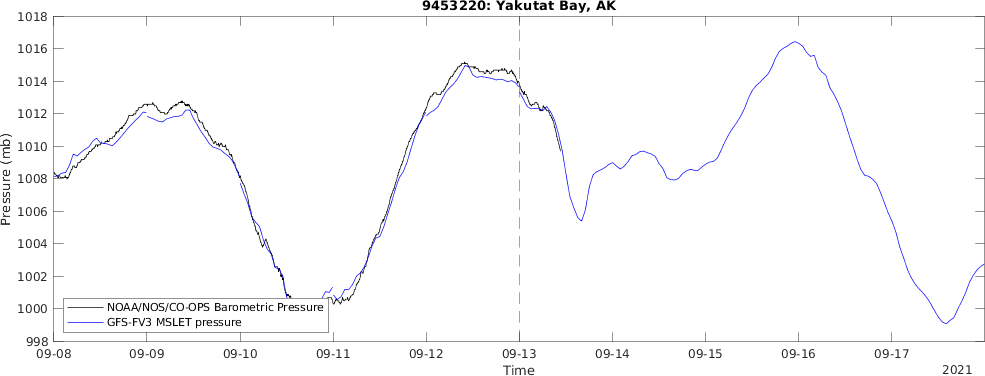 9453220: Yakutat Bay, AK
1018
1016
1014
1012
1010
1008
1006
1004
1002
1000
998
Pressure (mb)
NOAA/NOS/CO-OPS Barometric Pressure
GFS-FV3 MSLET pressure
09-08 09-09 09-10 09-11 09-12 09-13 09-14 09-15 09-16 09-17
Time
2021